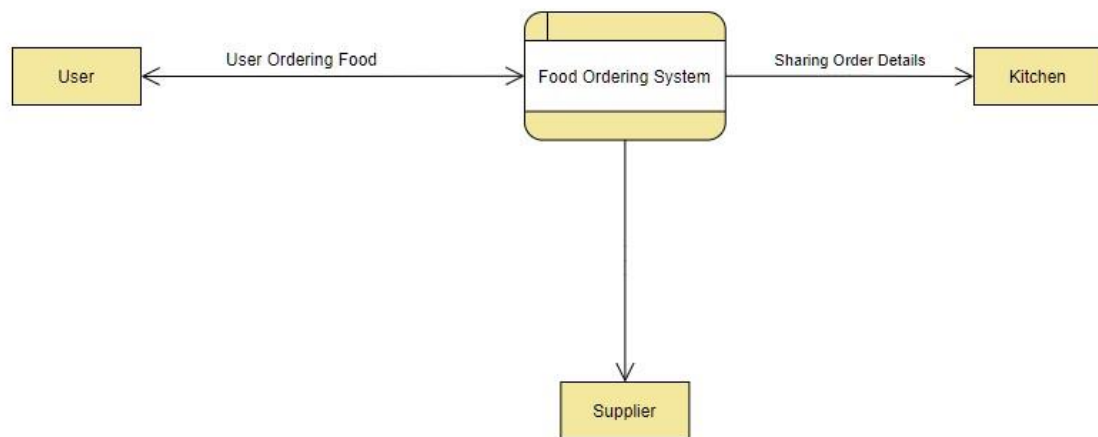 User
User Ordering Food
Food Ordering System
Sharing Order Details
Kitchen
Supplier